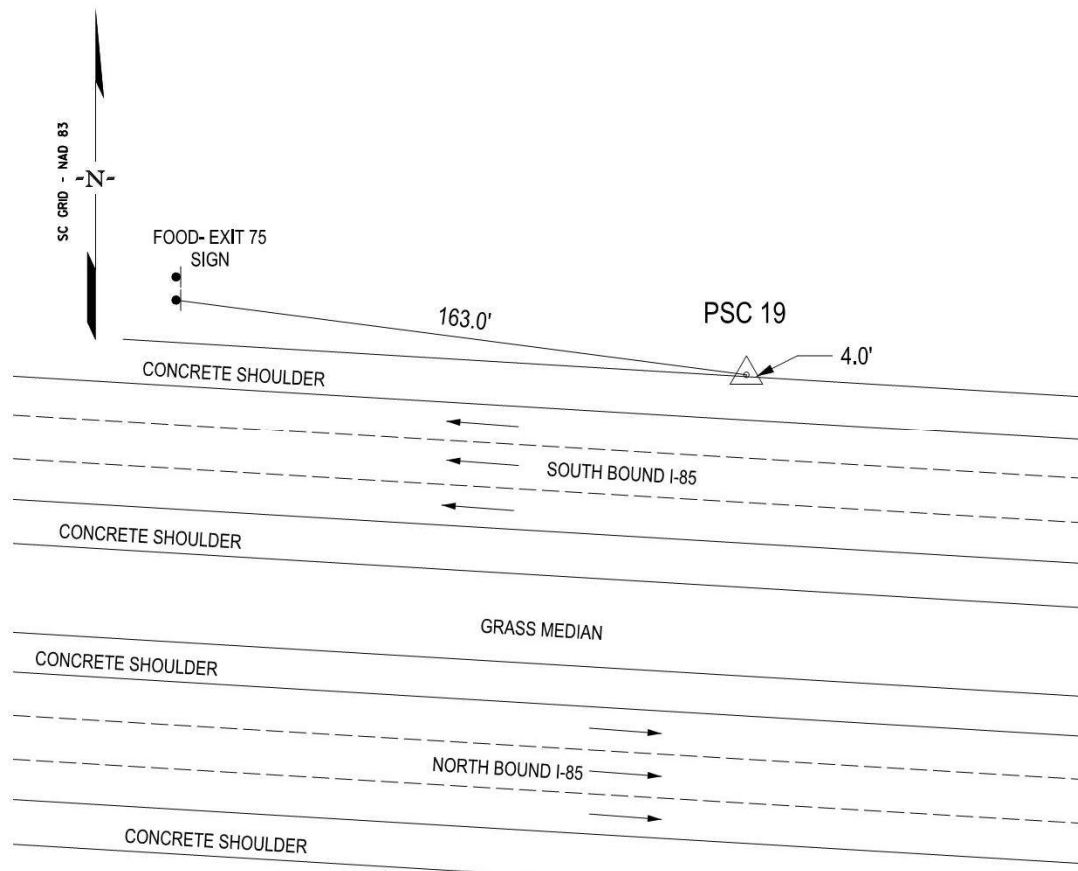 SC GRID - NAD 83
-N-
FOOD- EXIT 75
SIGN
163.0'
PSC 19
4.0'
CONCRETE SHOULDER
SOUTH BOUND I-85
CONCRETE SHOULDER
GRASS MEDIAN
CONCRETE SHOULDER
NORTH BOUND I-85
CONCRETE SHOULDER